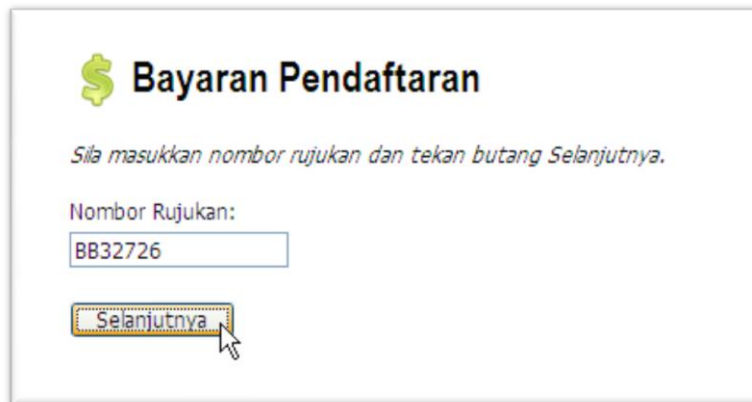 Bayaran Pendaftaran
Sila masukkan nombor rujukan dan tekan butang Selanjutnya.
Nombor Rujukan:
BB32726
Selanjutnya